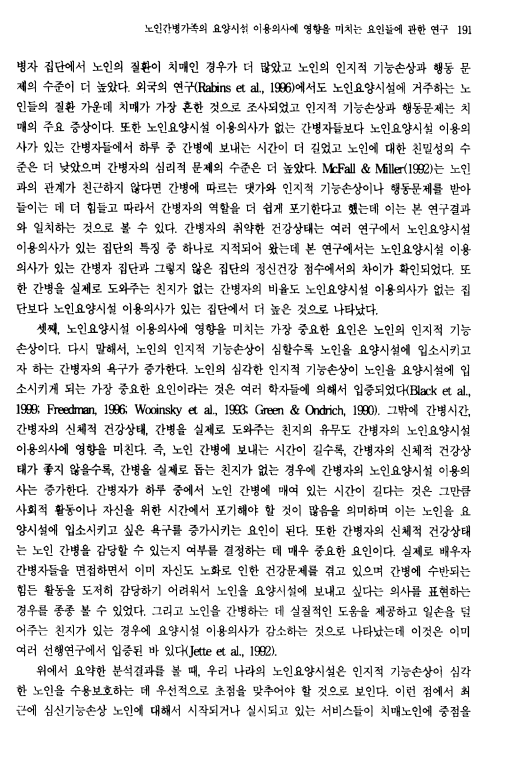 노인간병가족의 요양시설 이용의사에 영향을 미치는 요인들에 관한 연구 191
병자 집단에서 노인의 질환이 치매인 경우가 더 많았고 노인의 인지적 기능손상과 행동 문
제의 수준이 더 높았다. 외국의 연구(Rabins et al., 1996)에서도 노인요양시설에 거주하는 노
인들의 질환 가운데 치매가 가장 흔한 것으로 조사되었고 인지적 기능손상과 행동문제는 치
매의 주요 증상이다. 또한 노인요양시설 이용의사가 없는 간병자들보다 노인요양시설 이용의
사가 있는 간병자들에서 하루 중 간병에 보내는 시간이 더 길었고 노인에 대한 친밀성의 수
준은 더 낮았으며 간병자의 심리적 문제의 수준은 더 높았다. McFall & Miller(1992)는 노인
과의 관계가 친근하지 않다면 간병에 따르는 댓가와 인지적 기능손상이나 행동문제를 받아
들이는 데 더 힘들고 따라서 간병자의 역할을 더 쉽게 포기한다고 했는데 이는 본 연구결과
와 일치하는 것으로 볼 수 있다. 간병자의 취약한 건강상태는 여러 연구에서 노인요양시설
이용의사가 있는 집단의 특징 중 하나로 지적되어 왔는데 본 연구에서는 노인요양시설 이용
의사가 있는 간병자 집단과 그렇지 않은 집단의 정신건강 점수에서의 차이가 확인되었다. 또
한 간병을 실제로 도와주는 친지가 없는 간병자의 비율도 노인요양시설 이용의사가 없는 집
단보다 노인요양시설 이용의사가 있는 집단에서 더 높은 것으로 나타났다.
셋째, 노인요양시설 이용의사에 영향을 미치는 가장 중요한 요인은 노인의 인지적 기능
손상이다. 다시 말해서, 노인의 인지적 기능손상이 심할수록 노인을 요양시설에 입소시키고
자 하는 간병자의 욕구가 증가한다. 노인의 심각한 인지적 기능손상이 노인을 요양시설에 입
소시키게 되는 가장 중요한 요인이라는 것은 여러 학자들에 의해서 입증되었다(Black et al.,
1999; Freedman, 1996; Wooinsky et al., 1993; Green & Ondrich, 1990). 그밖에 간병시간,
간병자의 신체적 건강상태, 간병을 실제로 도와주는 친지의 유무도 간병자의 노인요양시설
이용의사에 영향을 미친다. 즉, 노인 간병에 보내는 시간이 길수록, 간병자의 신체적 건강상
태가 좋지 않을수록, 간병을 실제로 돕는 친지가 없는 경우에 간병자의 노인요양시설 이용의
사는 증가한다. 간병자가 하루 중에서 노인 간병에 매여 있는 시간이 길다는 것은 그만큼
사회적 활동이나 자신을 위한 시간에서 포기해야 할 것이 많음을 의미하며 이는 노인을 요
양시설에 입소시키고 싶은 욕구를 증가시키는 요인이 된다. 또한 간병자의 신체적 건강상태
는 노인 간병을 감당할 수 있는지 여부를 결정하는 데 매우 중요한 요인이다. 실제로 배우자
간병자들을 면접하면서 이미 자신도 노화로 인한 건강문제를 겪고 있으며 간병에 수반되는
힘든 활동을 도저히 감당하기 어려워서 노인을 요양시설에 보내고 싶다는 의사를 표현하는
경우를 종종 볼 수 있었다. 그리고 노인을 간병하는 데 실질적인 도움을 제공하고 일손을 덜
어주는 친지가 있는 경우에 요양시설 이용의사가 감소하는 것으로 나타났는데 이것은 이미
여러 선행연구에서 입증된 바 있다(Jette et al., 1992).
위에서 요약한 분석결과를 볼 때, 우리 나라의 노인요양시설은 인지적 기능손상이 심각
한 노인을 수용보호하는 데 우선적으로 초점을 맞추어야 할 것으로 보인다. 이런 점에서 최
근에 심신기능손상 노인에 대해서 시작되거나 실시되고 있는 서비스들이 치매노인에 중점을